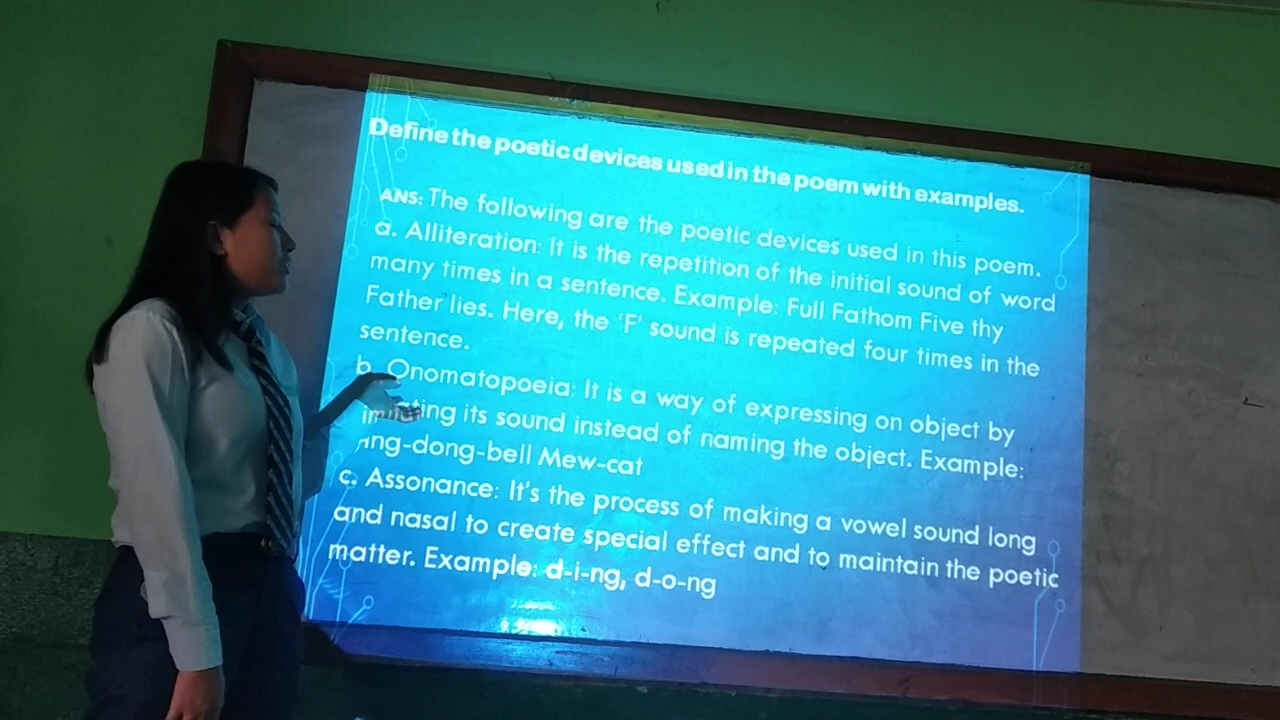 Define the poetic devices used in the poem with examples.
ANS: The following are the poetic devices used in this poem.
a. Alliteration: It is the repetition of the initial sound of word
many times in a sentence. Example: Full Fathom Five thy
Father lies. Here, the 'F' sound is repeated four times in the
sentence.
b. Onomatopoeia: It is a way of expressing on object by
its sound instead of naming the object. Example:
-dong-bell Mew-cat
c. Assonance: It's the process of making a vowel sound long
and nasal to create special effect and to maintain the poetic
matter. Example: d-i-ng, d-o-ng